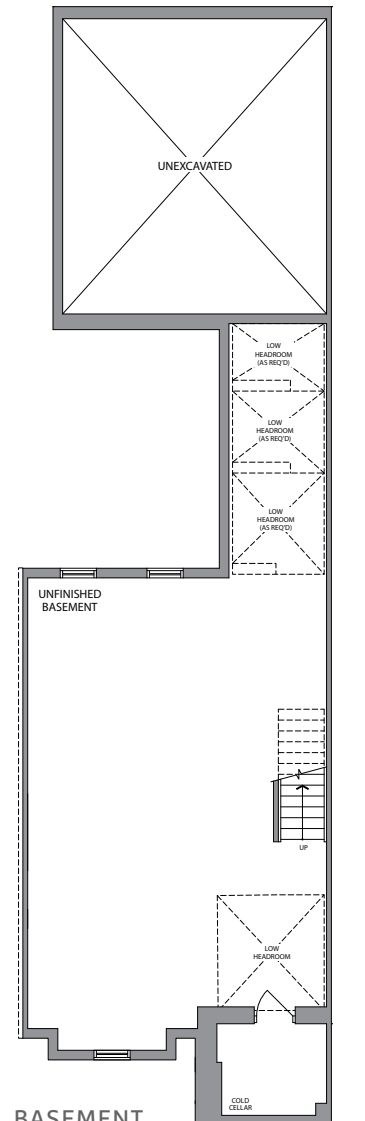 UNEXCAVATED
LOW
HEADROOM
(AS REQ'D)
LOW
HEADROOM
(AS REQ'D)
LOW
HEADROOM
(AS REQ'D)
UNFINISHED
BASEMENT
UP
LOW
HEADROOM
COLD
CELLAR
BASEMENT